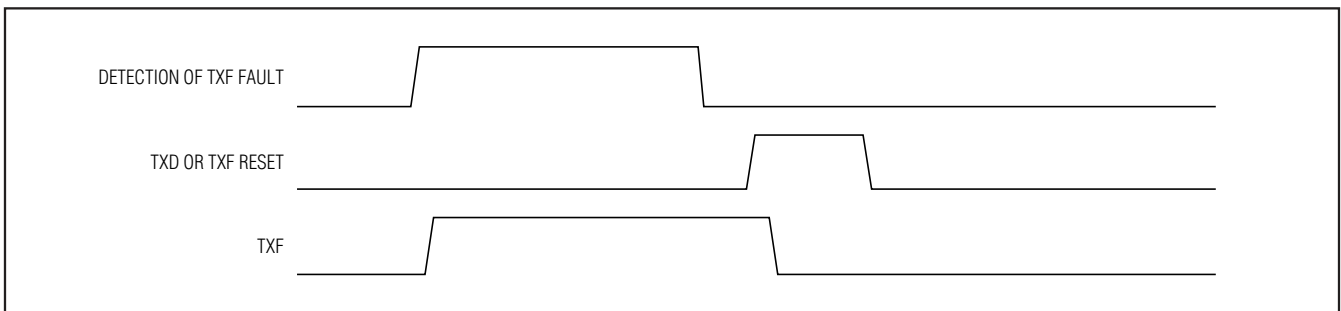 DETECTION OF TXF FAULT
TXD OR TXF RESET
TXF